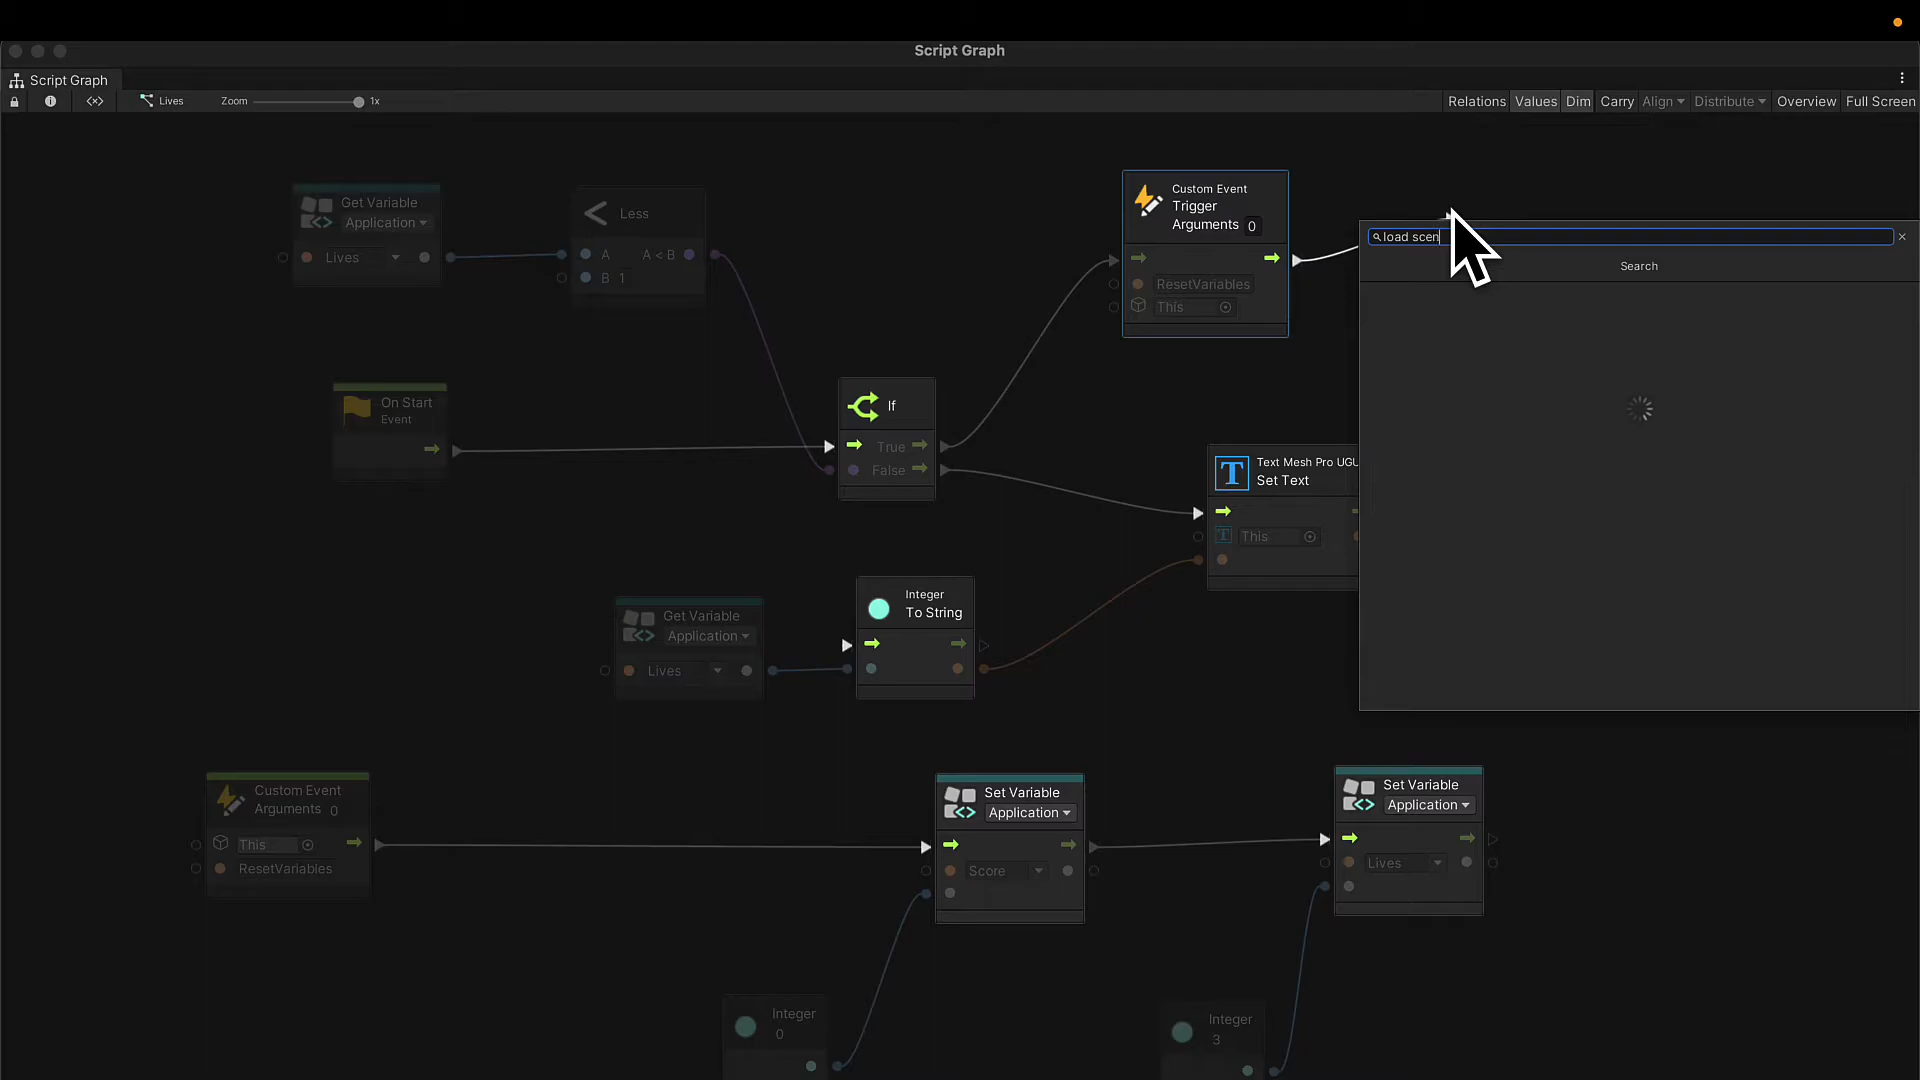 Script Graph
Script Graph
Lives
Zoom
1x
Relations
Values
Dim
Carry
Align
Distribute
Overview
Full Screen
Get Variable
Application
Lives
Less
A
A < B
B 1
Custom Event
Trigger
Arguments 0
ResetVariables
This
load scen
Search
On Start
Event
If
True
False
Text Mesh Pro UGU
Set Text
This
Get Variable
Application
Lives
Integer
To String
Custom Event
Arguments 0
This
ResetVariables
Set Variable
Application
Score
Set Variable
Application
Lives
Integer
0
Integer
3